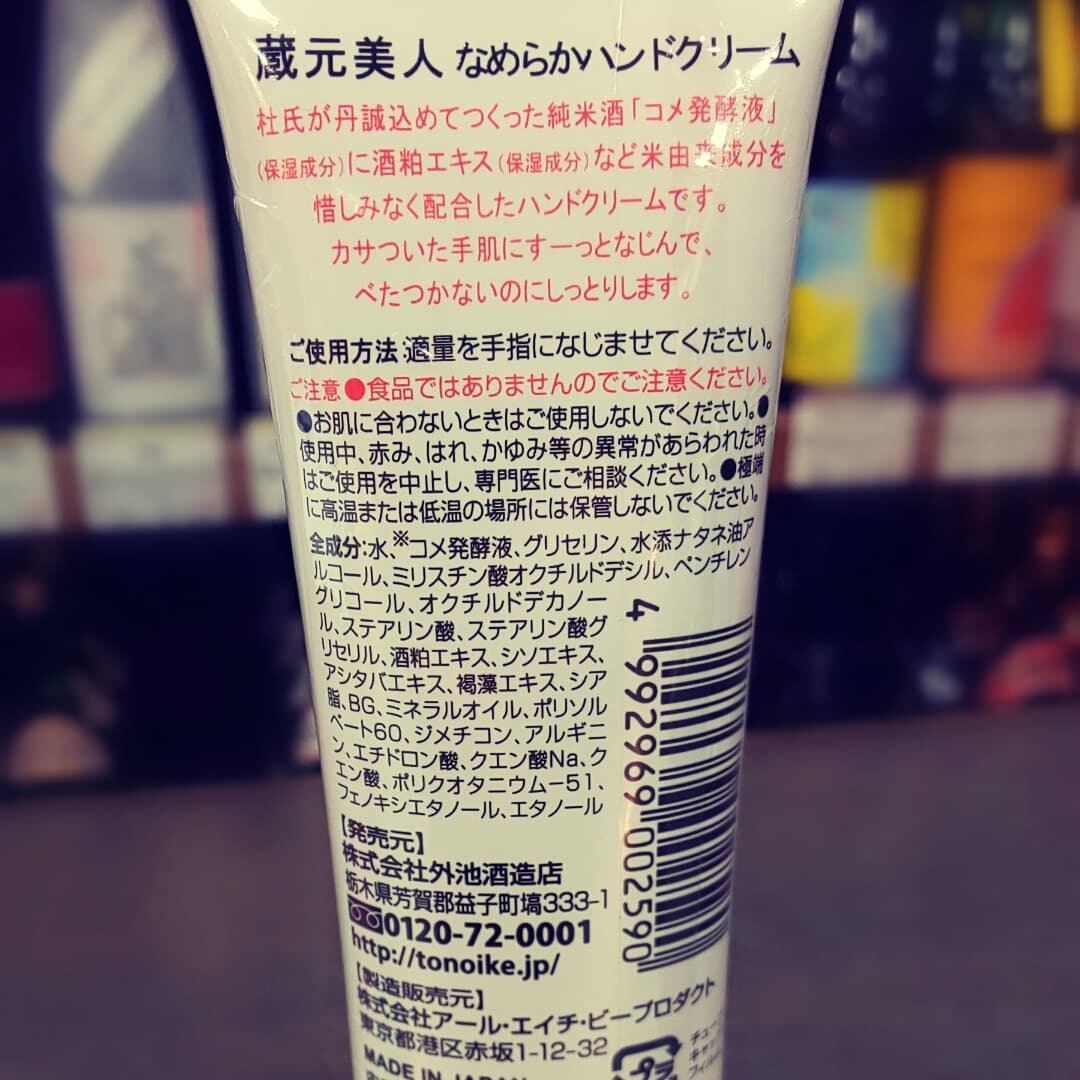 蔵元美人 なめらかハンドクリーム
杜氏が丹誠込めてつくった純米酒「コメ発酵液」
(保湿成分)に酒粕エキス(保湿成分)など米由来成分を
惜しみなく配合したハンドクリームです。
カサついた手肌にすーっとなじんで、
べたつかないのにしっとりします。
ご使用方法:適量を手指になじませてください。
ご注意●食品ではありませんのでご注意ください。
●お肌に合わないときはご使用しないでください。●
使用中、赤み、はれ、かゆみ等の異常があらわれた時
はご使用を中止し、専門医にご相談ください。●極端
に高温または低温の場所には保管しないでください。
全成分:水、※コメ発酵液、グリセリン、水添ナタネ油ア
ルコール、ミリスチン酸オクチルドデシル、ペンチレン
グリコール、オクチルドデカノー
ル、ステアリン酸、ステアリン酸グ
リセリル、酒粕エキス、シソエキス、
アシタバエキス、褐藻エキス、シア
脂、BG、ミネラルオイル、ポリソル
ベート60、ジメチコン、アルギニ
ン、エチドロン酸、クエン酸Na、ク
エン酸、ポリクオタニウム-51、
フェノキシエタノール、エタノール
【発売元】
株式会社外池酒造店
栃木県芳賀郡益子町塙333-1
0120-72-0001
http://tonoike.jp/
【製造販売元】
株式会社アール・エイチ・ビープロダクト
東京都港区赤坂1-12-32
MADE IN JAPAN
4 992969 002590
プラ
チュー
キャッ
フィル